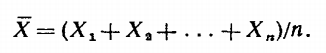 X̄ = (X₁ + X₂ + . . . + Xₙ)/n.